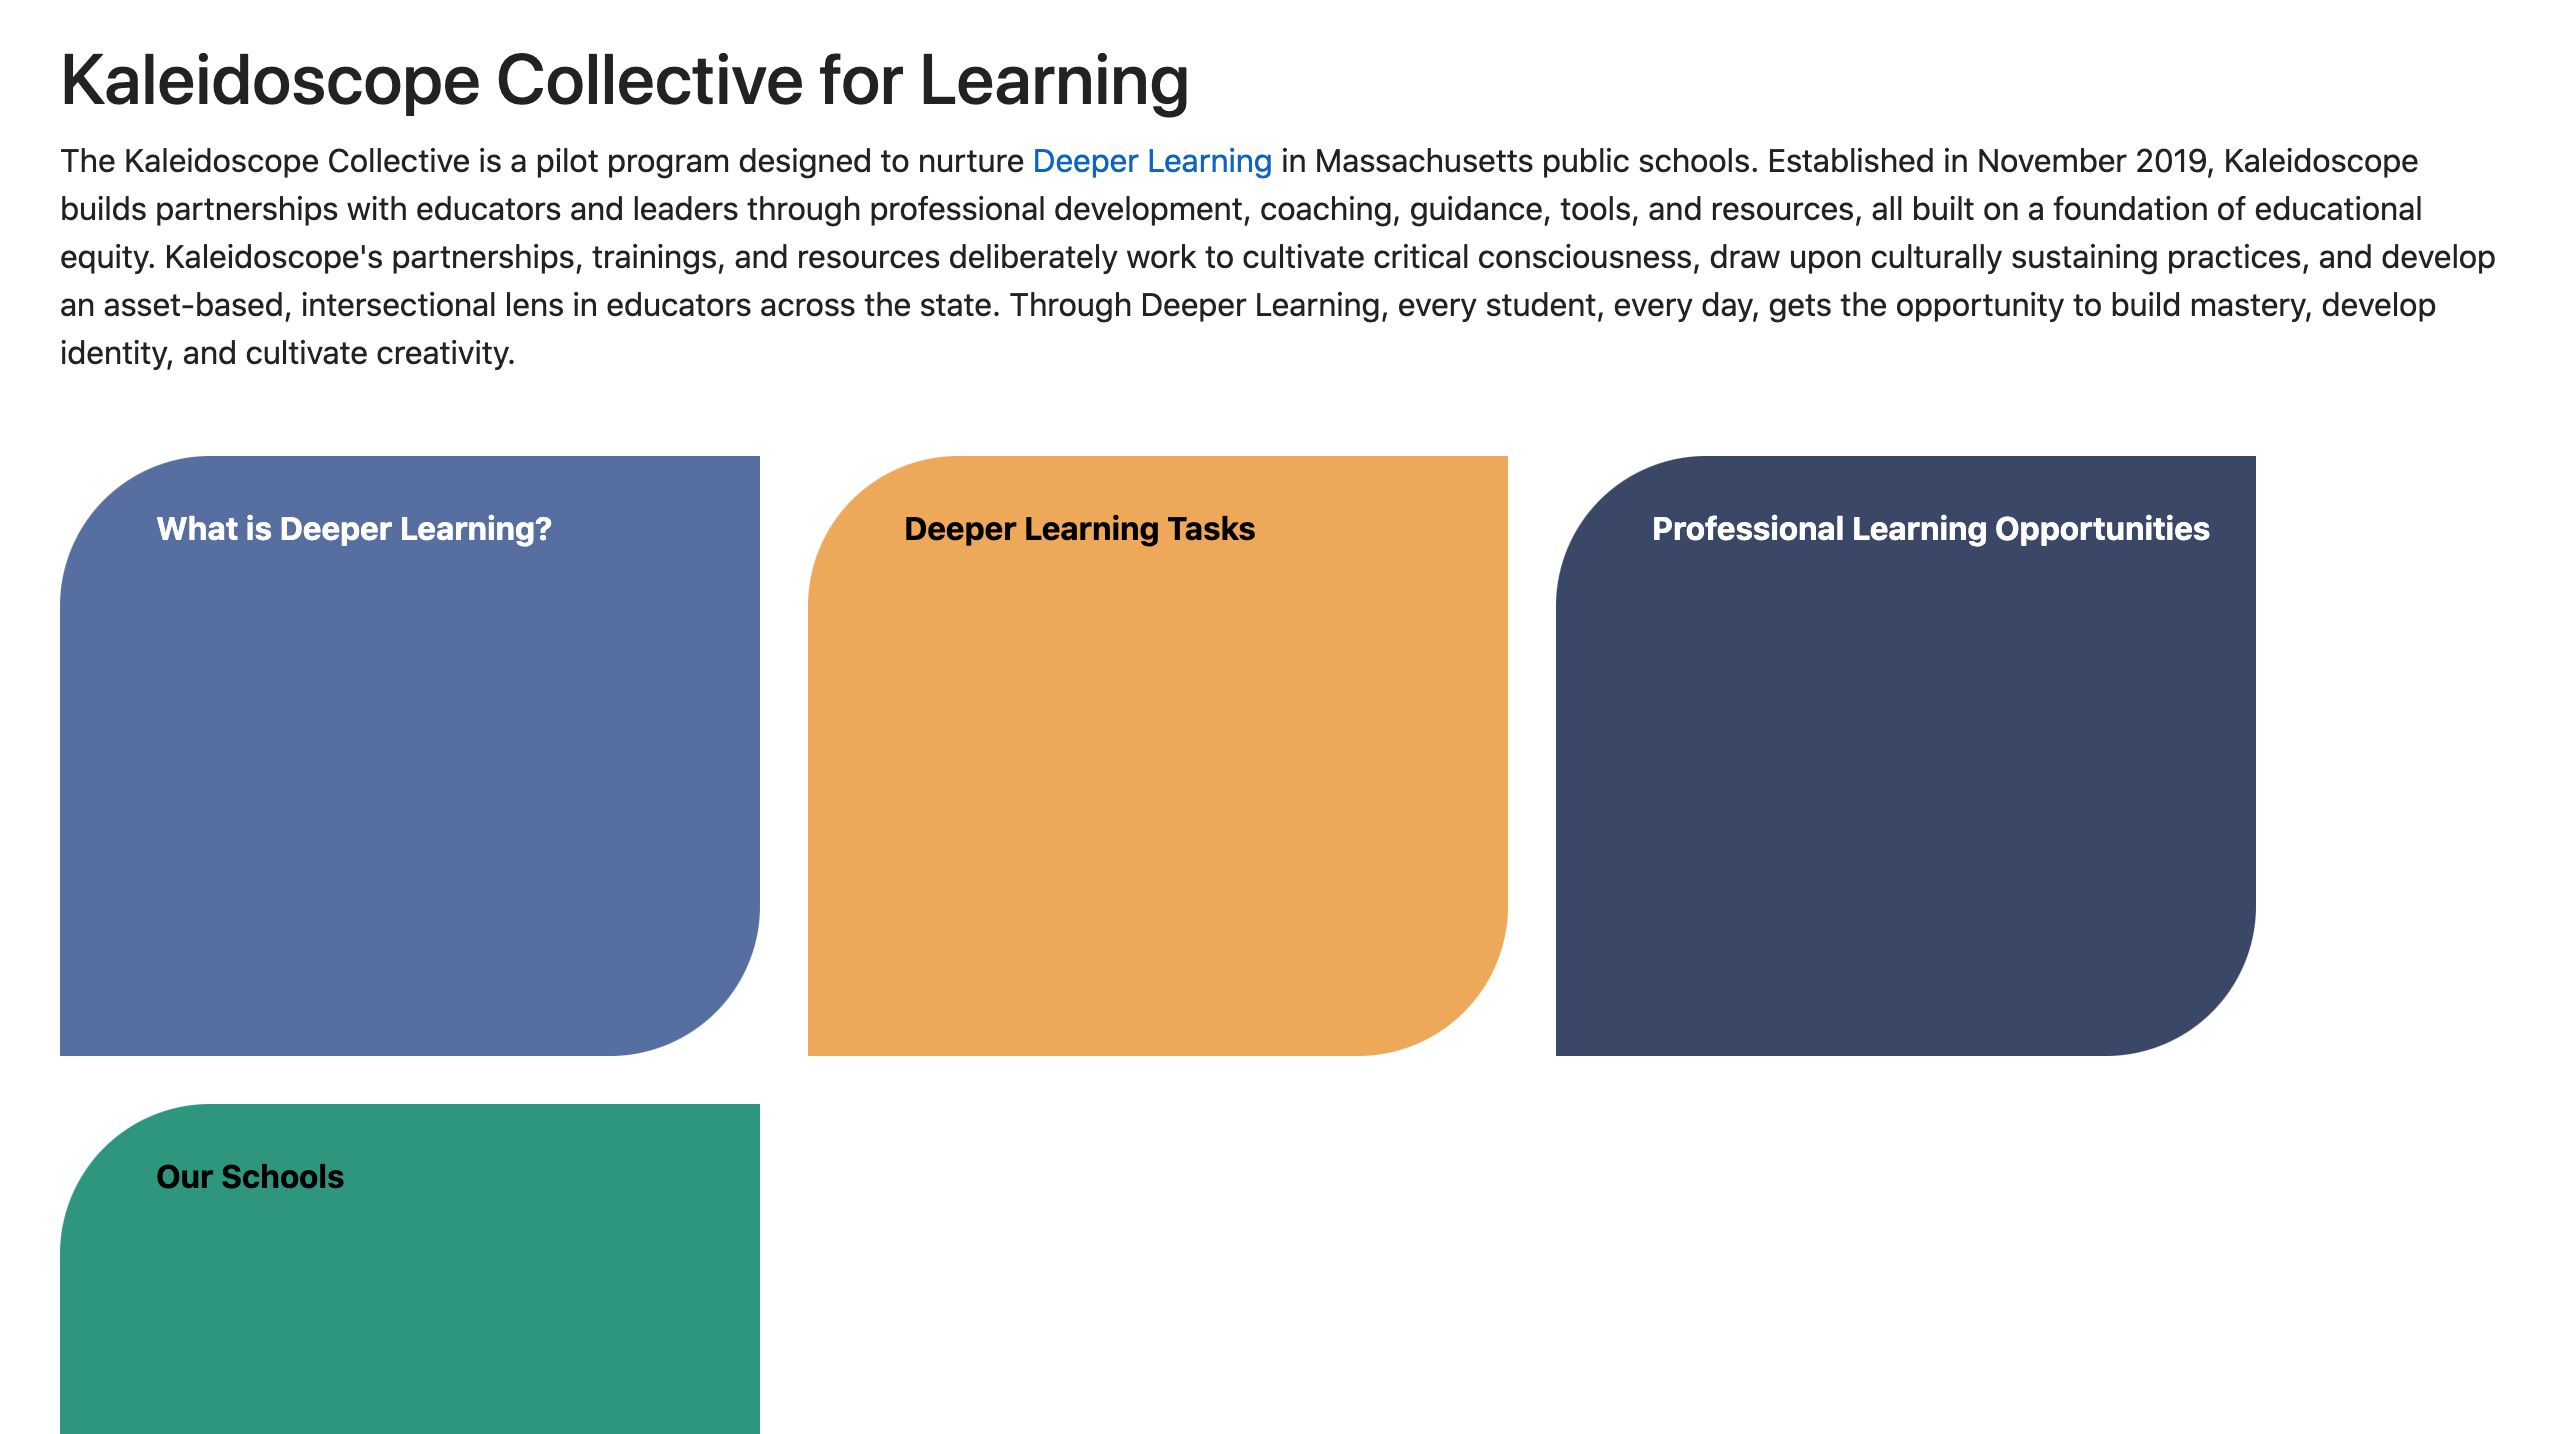 Kaleidoscope Collective for Learning
The Kaleidoscope Collective is a pilot program designed to nurture Deeper Learning in Massachusetts public schools. Established in November 2019, Kaleidoscope
builds partnerships with educators and leaders through professional development, coaching, guidance, tools, and resources, all built on a foundation of educational
equity. Kaleidoscope's partnerships, trainings, and resources deliberately work to cultivate critical consciousness, draw upon culturally sustaining practices, and develop
an asset-based, intersectional lens in educators across the state. Through Deeper Learning, every student, every day, gets the opportunity to build mastery, develop
identity, and cultivate creativity.
What is Deeper Learning?
Deeper Learning Tasks
Professional Learning Opportunities
Our Schools